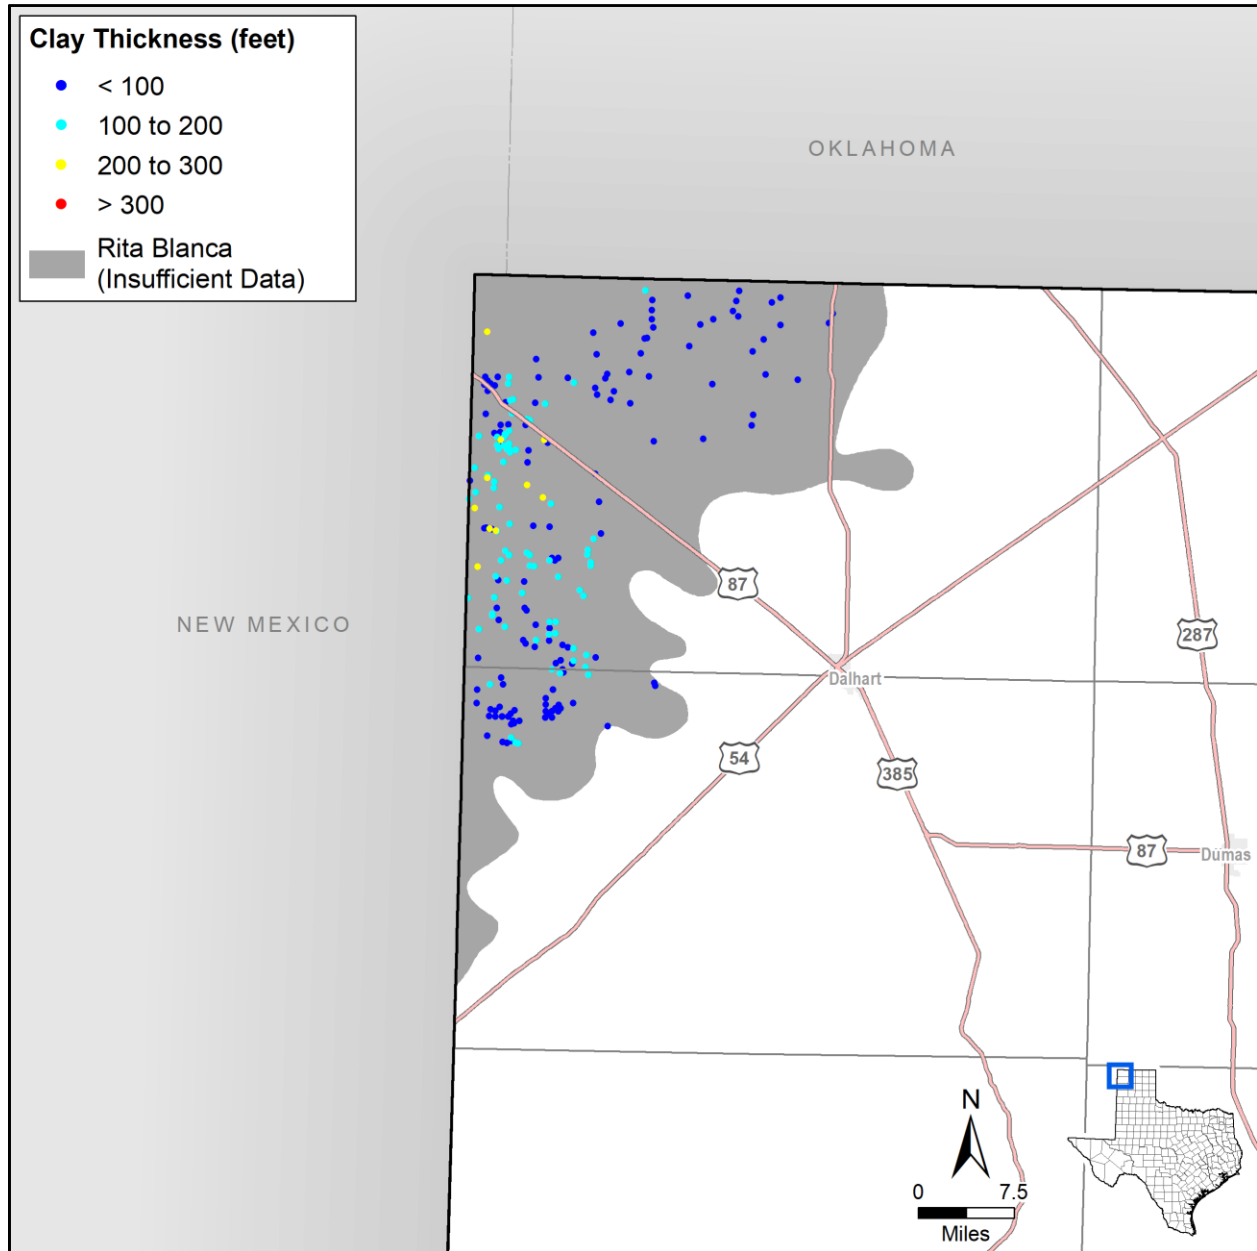 Clay Thickness (feet)
< 100
100 to 200
200 to 300
> 300
Rita Blanca
(Insufficient Data)
OKLAHOMA
NEW MEXICO
87
287
Dalhart
54
385
87
Dumas
N
0 7.5
Miles